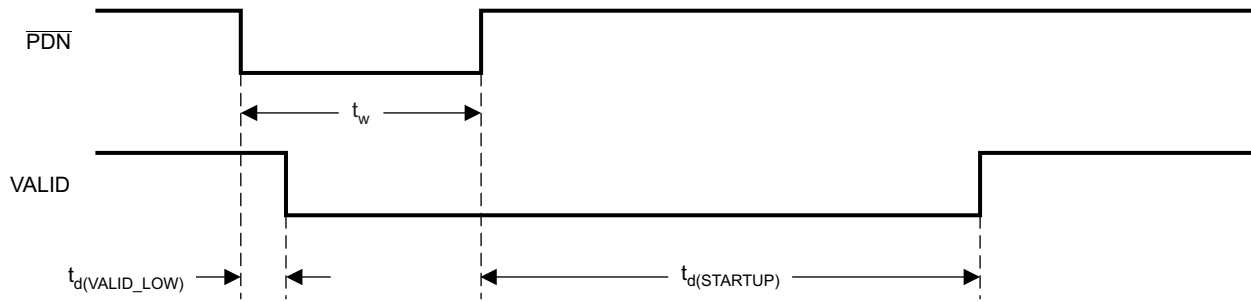 PDN
t_w
VALID
t_d(VALID_LOW)
t_d(STARTUP)